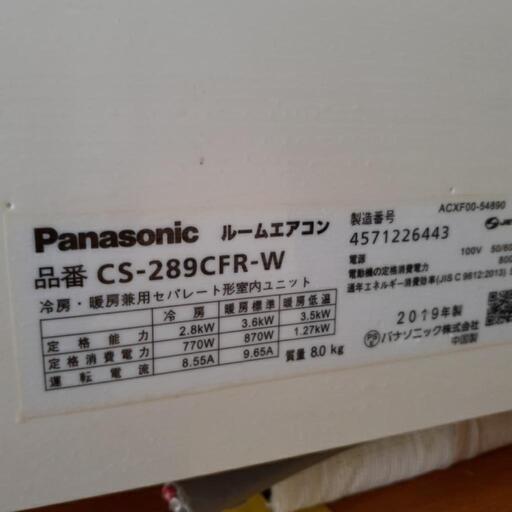 ACXF00-54890
Panasonic ルームエアコン
製造番号
4571226443
品番 CS-289CFR-W
電源 100V 50/60
電動機の定格消費電力 800
通年エネルギー消費効率(JIS C 9612:2013)
冷房・暖房兼用セパレート形室内ユニット
冷房 暖房標準 暖房低温
定格能力 2.8kW 3.6kW 3.5kW
定格消費電力 770W 870W 1.27kW
運転電流 8.55A 9.65A
質量 8.0 kg
2019年製
パナソニック株式会社
中国製